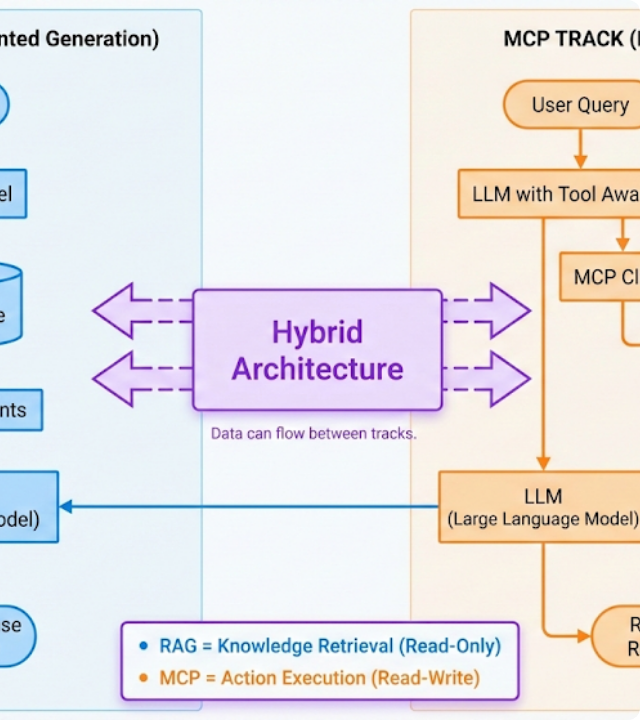 nted Generation)
el
e
nts
odel)
se
Hybrid
Architecture
Data can flow between tracks.
MCP TRACK (
User Query
LLM with Tool Awa
MCP Cl
LLM
(Large Language Model)
R
R
• RAG = Knowledge Retrieval (Read-Only)
• MCP = Action Execution (Read-Write)